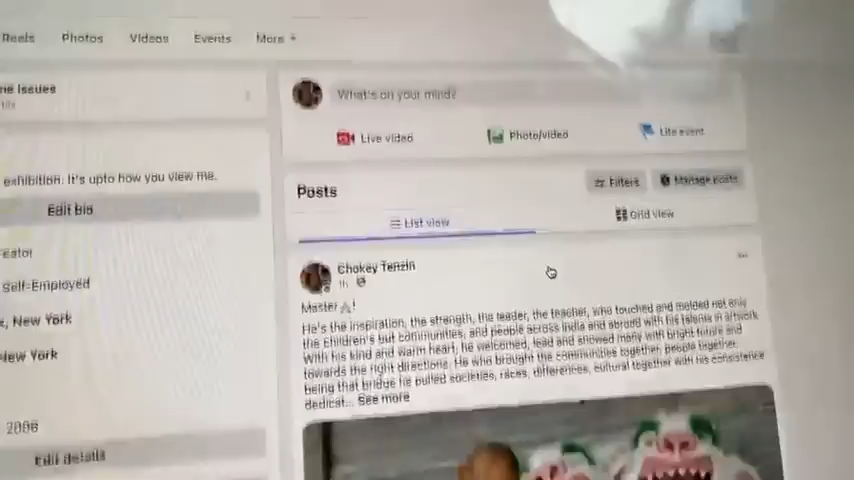 Reels Photos Videos Events More
ne Issues
What's on your mind?
Live video Photo/video Life event
exhibition. It's upto how you view me.
Edit bio
Posts
Filters Manage posts
List view Grid view
eator
Self-Employed
, New York
New York
2006
Edit details
Chokey Tenzin
1h
Master !
He's the inspiration, the strength, the leader, the teacher, who touched and molded not only
the children's but communities, and people across India and abroad with his talents in artwork
With his kind and warm heart, he welcomed, lead and showed many with bright future and
towards the right directions. He who brought the communities together, people together,
being that bridge he pulled societies, races, differences, cultural together with his consistence
dedicat... See more